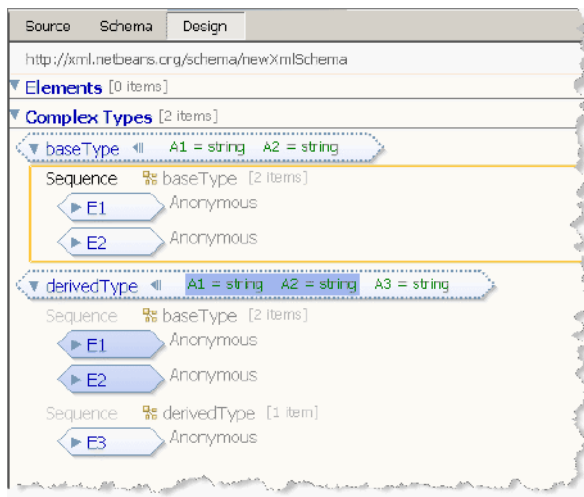 Source Schema Design
http://xml.netbeans.org/schema/newXmlSchema
Elements [0 items]
Complex Types [2 items]
baseType A1 = string A2 = string
Sequence baseType [2 items]
E1 Anonymous
E2 Anonymous
derivedType A1 = string A2 = string A3 = string
Sequence baseType [2 items]
E1 Anonymous
E2 Anonymous
Sequence derivedType [1 item]
E3 Anonymous